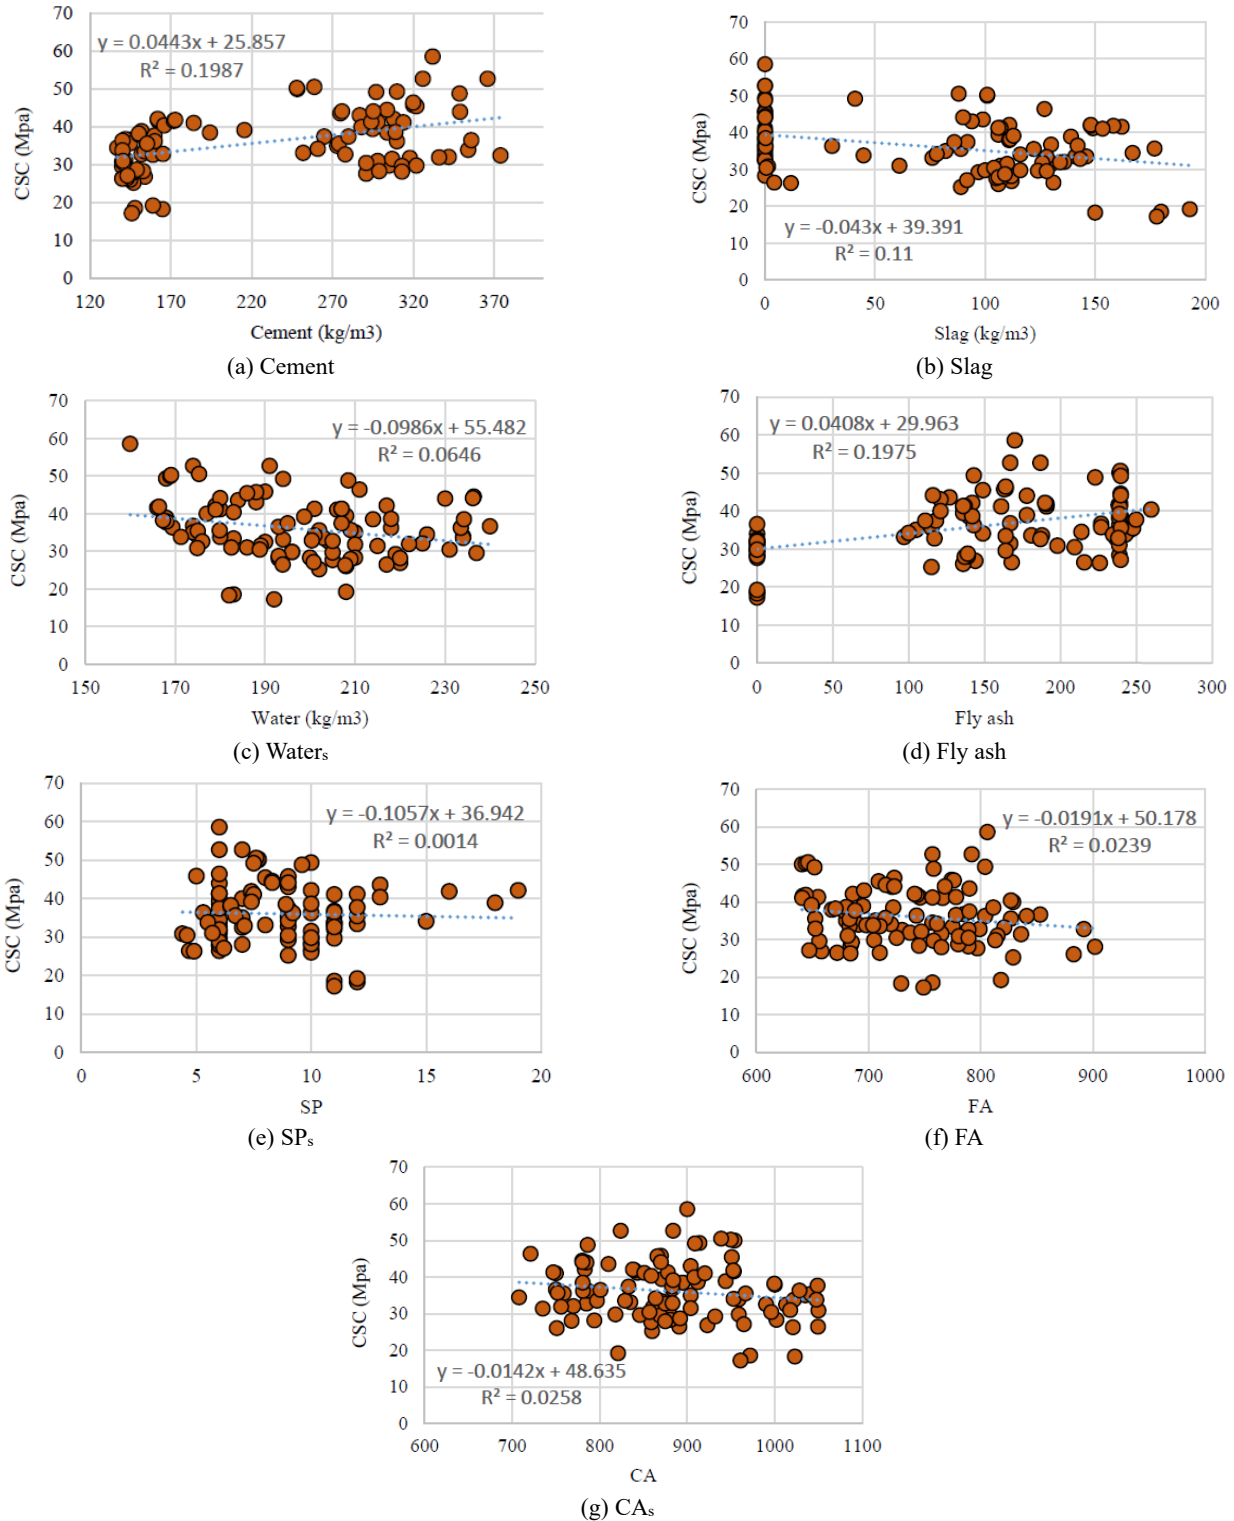 y = 0.0443x + 25.857
R² = 0.1987
CSC (Mpa)
70
60
50
40
30
20
10
0
120 170 220 270 320 370
Cement (kg/m3)
(a) Cement
y = -0.043x + 39.391
R² = 0.11
CSC (Mpa)
70
60
50
40
30
20
10
0
0 50 100 150 200
Slag (kg/m3)
(b) Slag
y = -0.0986x + 55.482
R² = 0.0646
CSC (Mpa)
70
60
50
40
30
20
10
0
150 170 190 210 230 250
Water (kg/m3)
(c) Waterₛ
y = 0.0408x + 29.963
R² = 0.1975
CSC (Mpa)
70
60
50
40
30
20
10
0
0 50 100 150 200 250 300
Fly ash
(d) Fly ash
y = -0.1057x + 36.942
R² = 0.0014
CSC (Mpa)
70
60
50
40
30
20
10
0
0 5 10 15 20
SP
(e) SPₛ
y = -0.0191x + 50.178
R² = 0.0239
CSC (Mpa)
70
60
50
40
30
20
10
0
600 700 800 900 1000
FA
(f) FA
y = -0.0142x + 48.635
R² = 0.0258
CSC (Mpa)
70
60
50
40
30
20
10
0
600 700 800 900 1000 1100
CA
(g) CAₛ